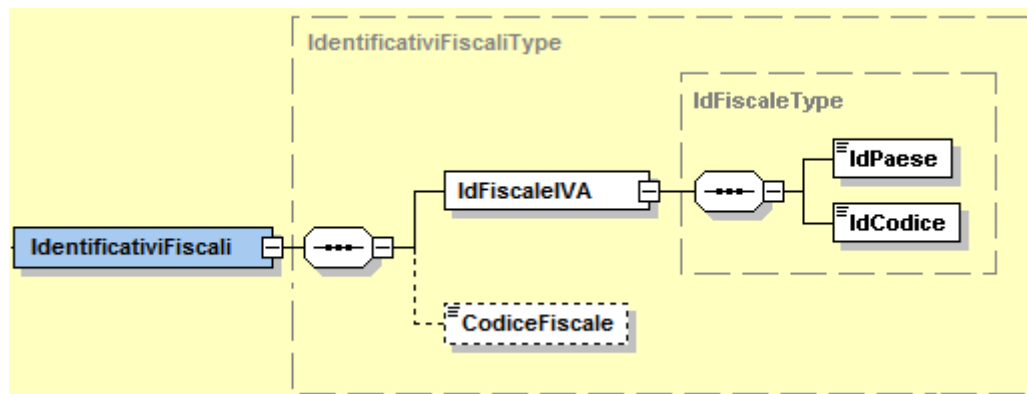 IdentificativiFiscaliType
IdFiscaleType
IdPaese
IdFiscaleIVA
IdCodice
IdentificativiFiscali
CodiceFiscale